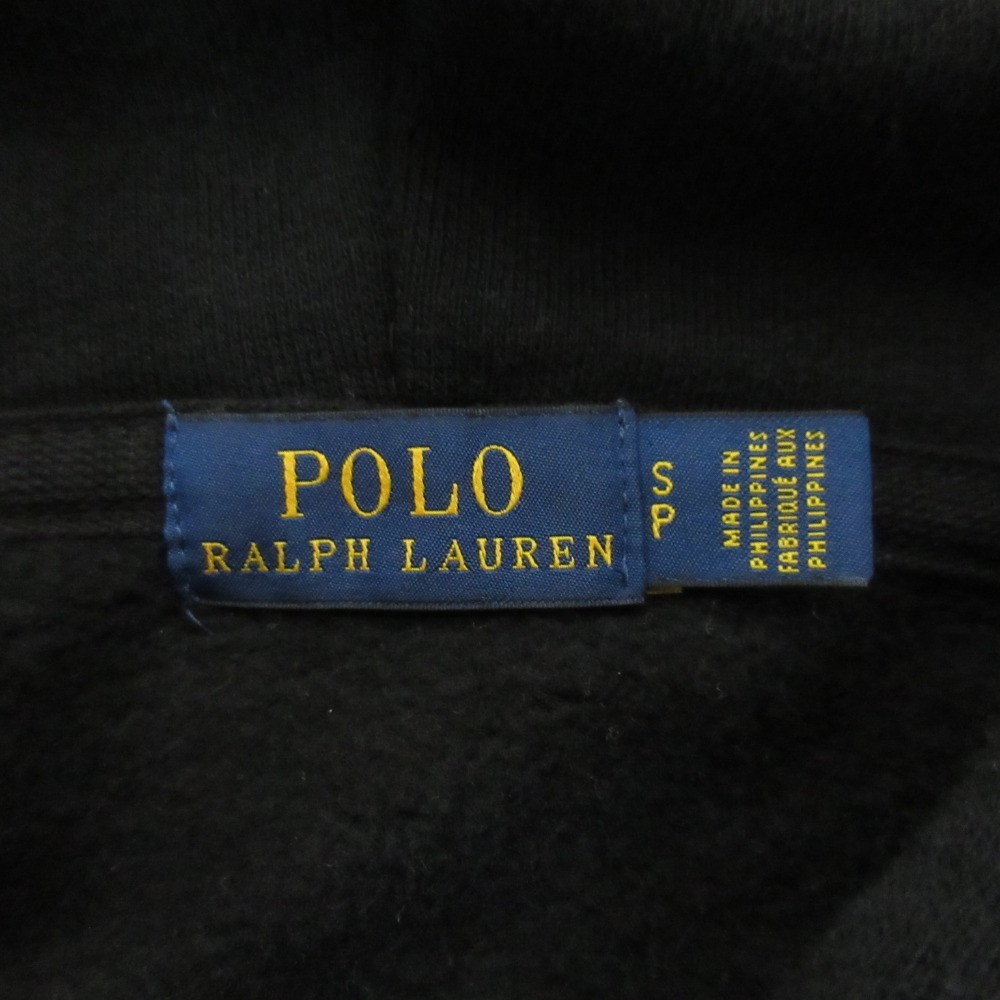 POLO
RALPH LAUREN
S
P
MADE IN
PHILIPPINES
FABRIQUÉ AUX
PHILIPPINES